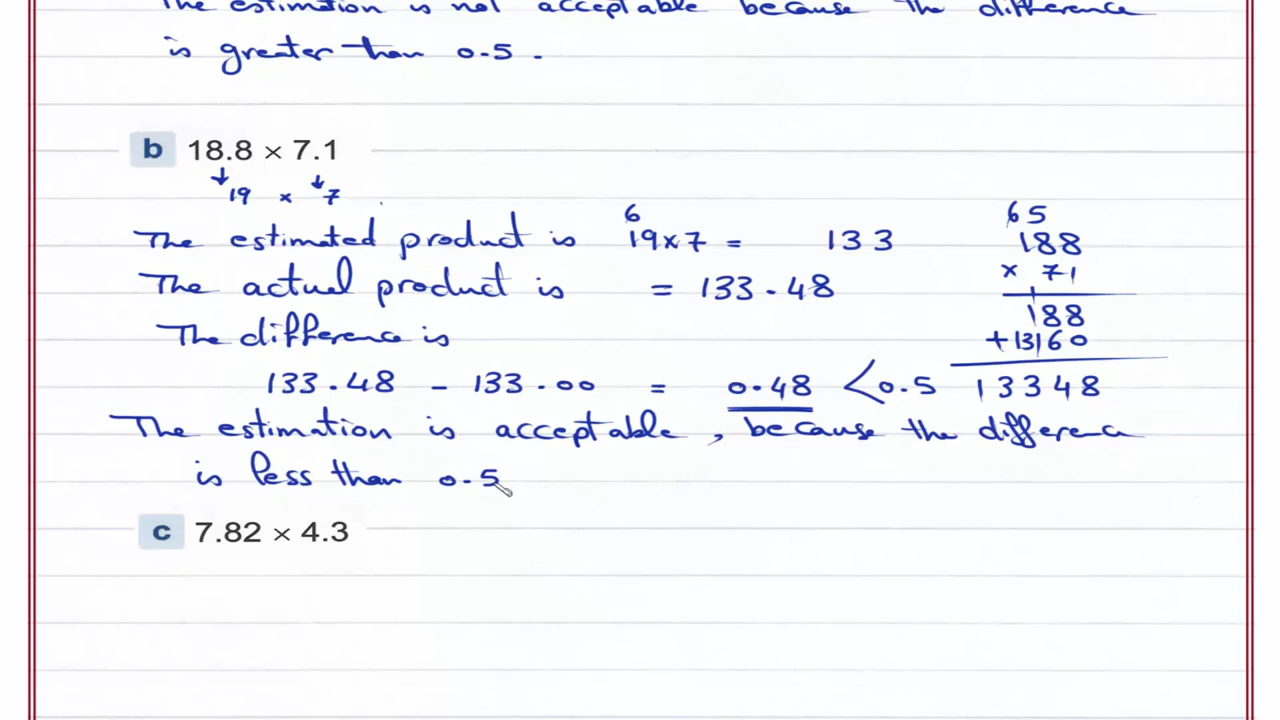 The estimation is not acceptable because the difference
is greater than 0.5.
b 18.8 × 7.1
↓19 × ↓7
6
The estimated product is 19×7 = 133
The actual product is = 133.48
The difference is
133.48 - 133.00 = 0.48 < 0.5
65
188
× 71
1
188
+13160
13348
The estimation is acceptable, because the differenc
is less than 0.5
c 7.82 × 4.3